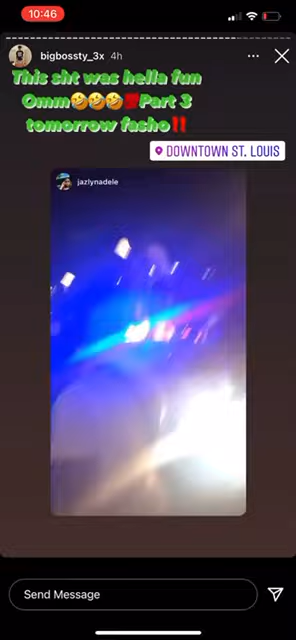 10:46
bigbossty_3x 4h
This sht was hella fun
Omm🤣🤣🤣💯Part 3
tomorrow fasho‼️
DOWNTOWN ST. LOUIS
jazlynadele
Send Message